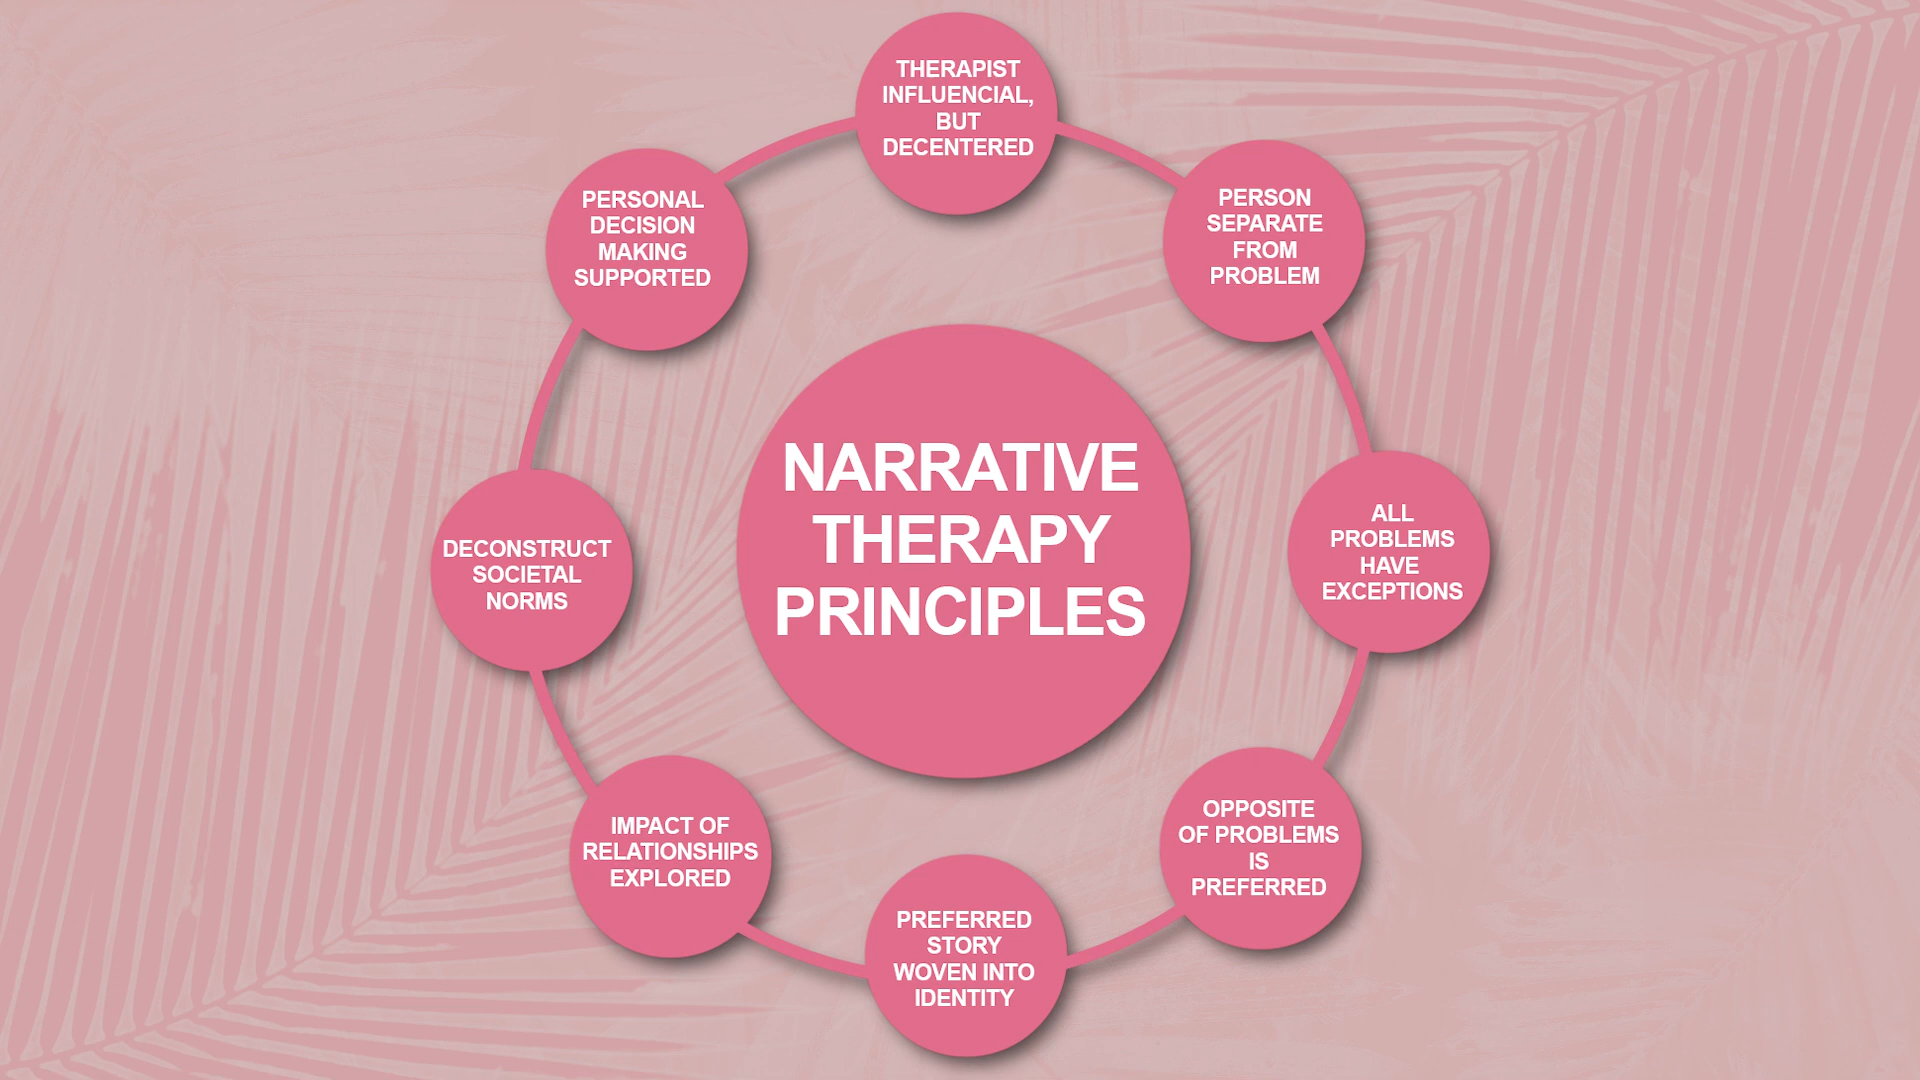 THERAPIST
INFLUENCIAL,
BUT
DECENTERED
PERSON
SEPARATE
FROM
PROBLEM
ALL
PROBLEMS
HAVE
EXCEPTIONS
OPPOSITE
OF PROBLEMS
IS
PREFERRED
PREFERRED
STORY
WOVEN INTO
IDENTITY
IMPACT OF
RELATIONSHIPS
EXPLORED
DECONSTRUCT
SOCIETAL
NORMS
PERSONAL
DECISION
MAKING
SUPPORTED
NARRATIVE
THERAPY
PRINCIPLES